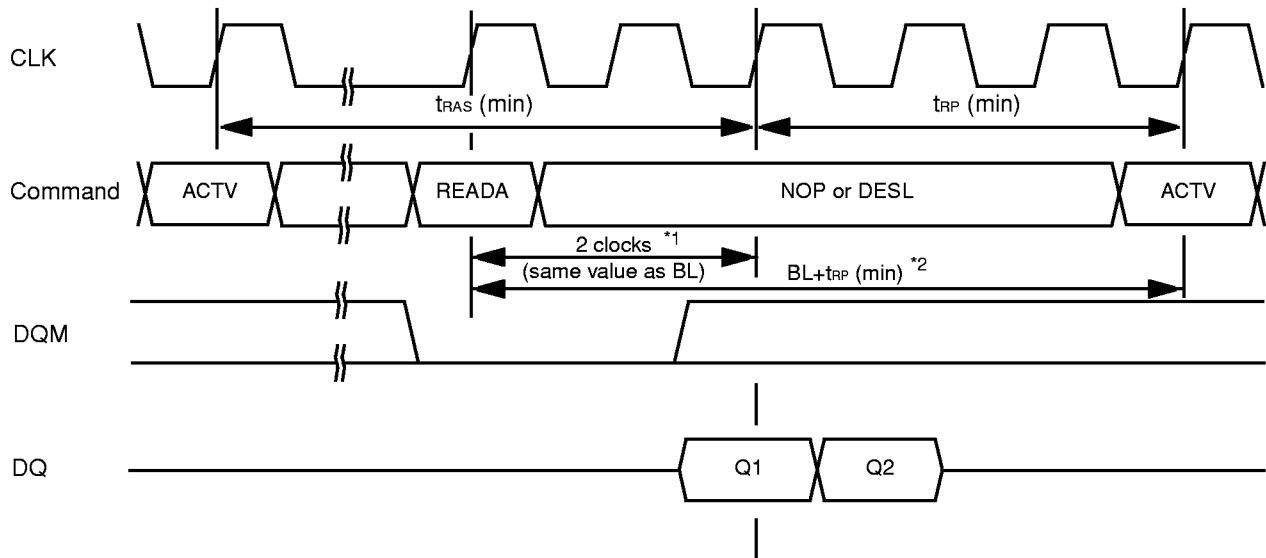 CLK
tRAS (min)
tRP (min)
Command
ACTV
READA
NOP or DESL
ACTV
2 clocks *1
(same value as BL)
BL+tRP (min) *2
DQM
DQ
Q1
Q2